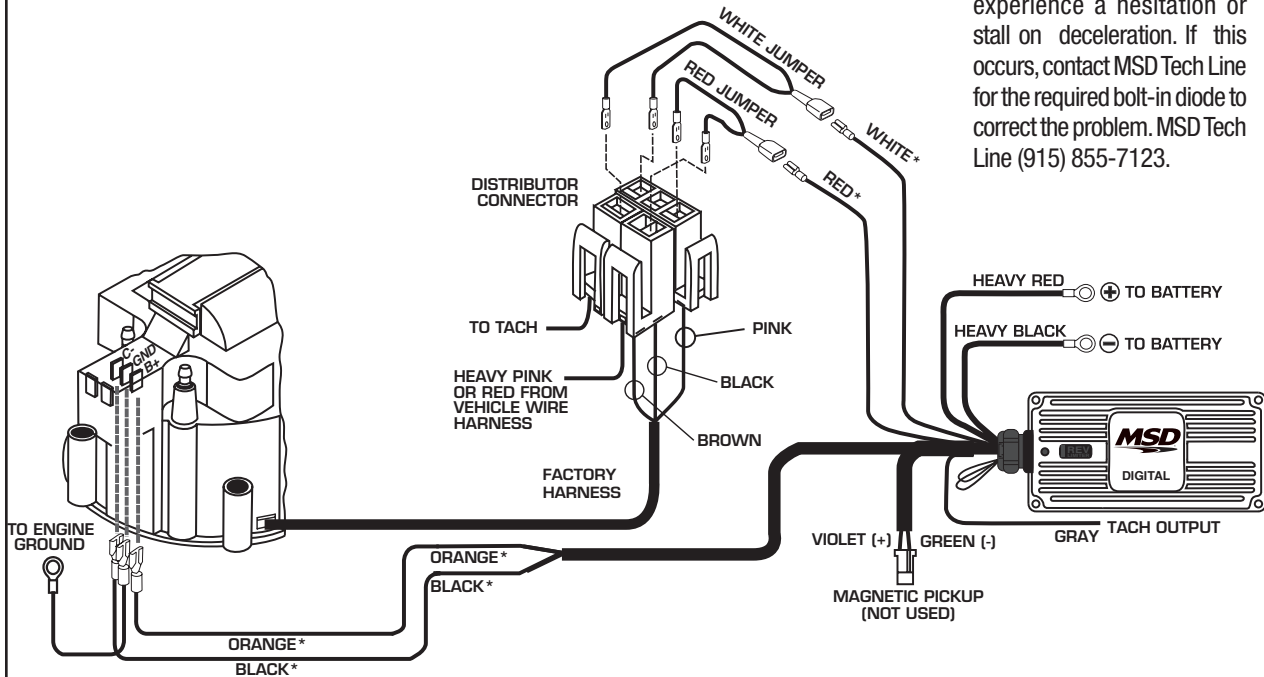 experience a hesitation or
stall on deceleration. If this
occurs, contact MSD Tech Line
for the required bolt-in diode to
correct the problem. MSD Tech
Line (915) 855-7123.
WHITE JUMPER
RED JUMPER
WHITE*
RED*
DISTRIBUTOR
CONNECTOR
HEAVY RED
+ TO BATTERY
HEAVY BLACK
- TO BATTERY
TO TACH
PINK
HEAVY PINK
OR RED FROM
VEHICLE WIRE
HARNESS
BLACK
BROWN
C-
GND
B+
FACTORY
HARNESS
REV
MSD
DIGITAL
TO ENGINE
GROUND
VIOLET (+)
GREEN (-)
GRAY
TACH OUTPUT
MAGNETIC PICKUP
(NOT USED)
ORANGE*
BLACK*
ORANGE*
BLACK*